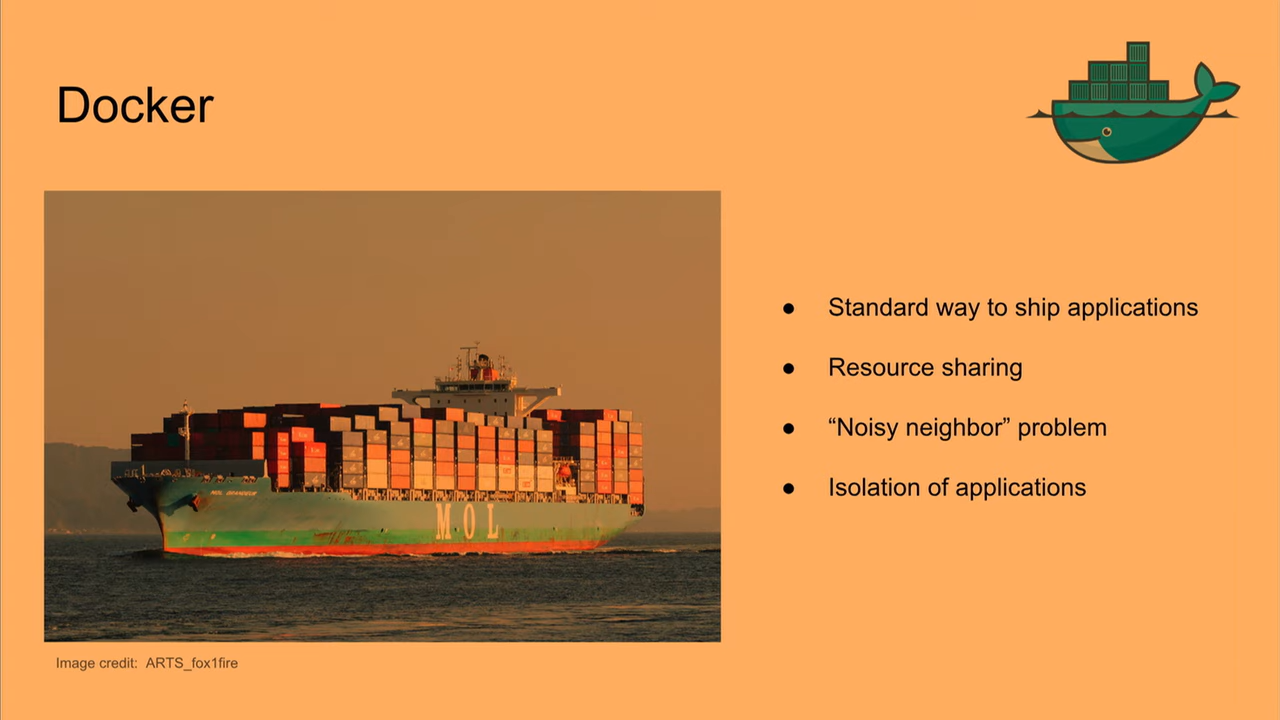 Docker
● Standard way to ship applications
● Resource sharing
● “Noisy neighbor” problem
● Isolation of applications
MOL
Image credit: ARTS_fox1fire